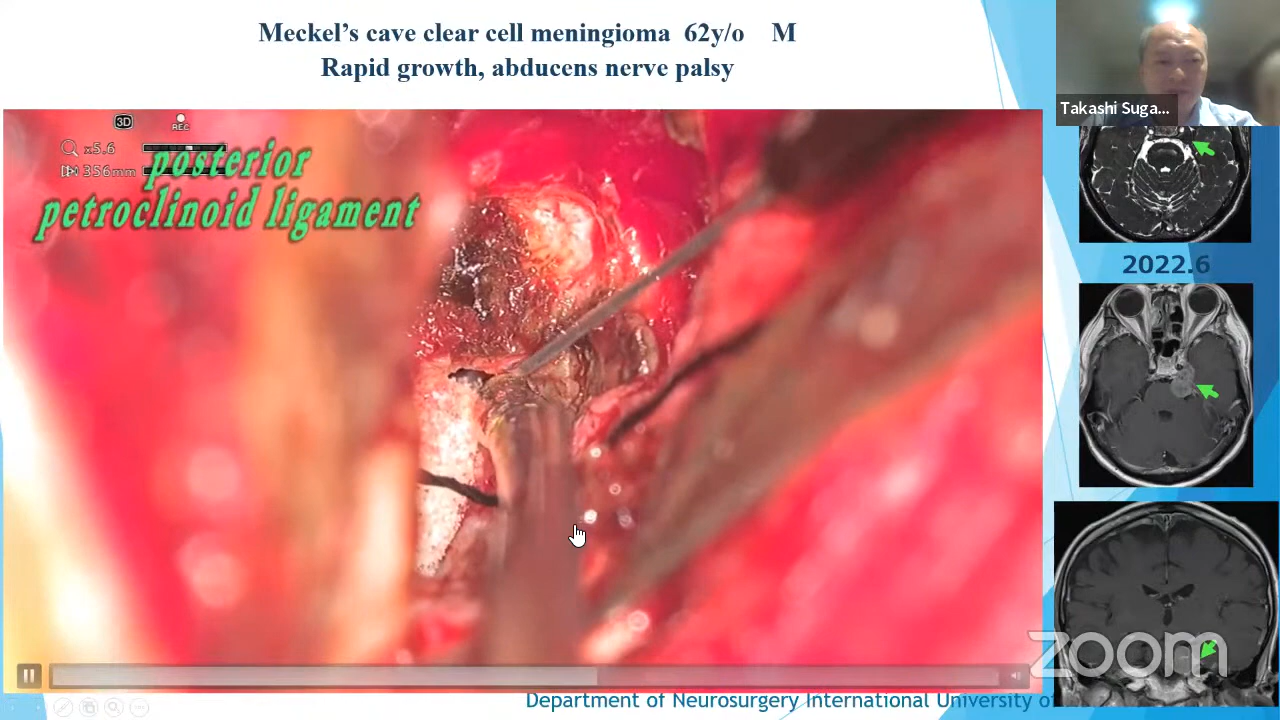 Meckel’s cave clear cell meningioma 62y/o M
Rapid growth, abducens nerve palsy
3D
REC
x5.6
356mm
posterior
petroclinoid ligament
Takashi Suga...
2022.6
zoom
Department of Neurosurgery International University of